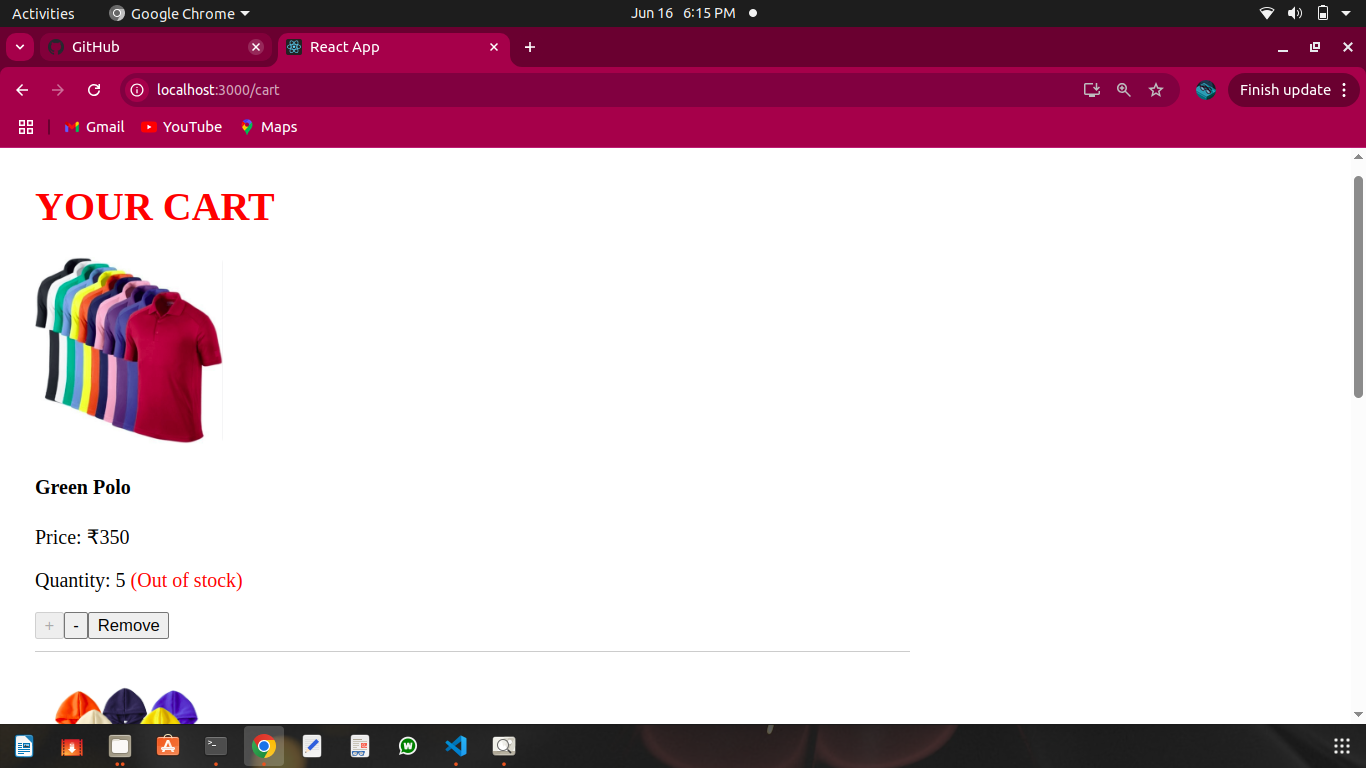 Activities Google Chrome Jun 16 6:15 PM
GitHub React App
localhost:3000/cart Finish update
Gmail YouTube Maps
YOUR CART
Green Polo
Price: ₹350
Quantity: 5 (Out of stock)
+ - Remove